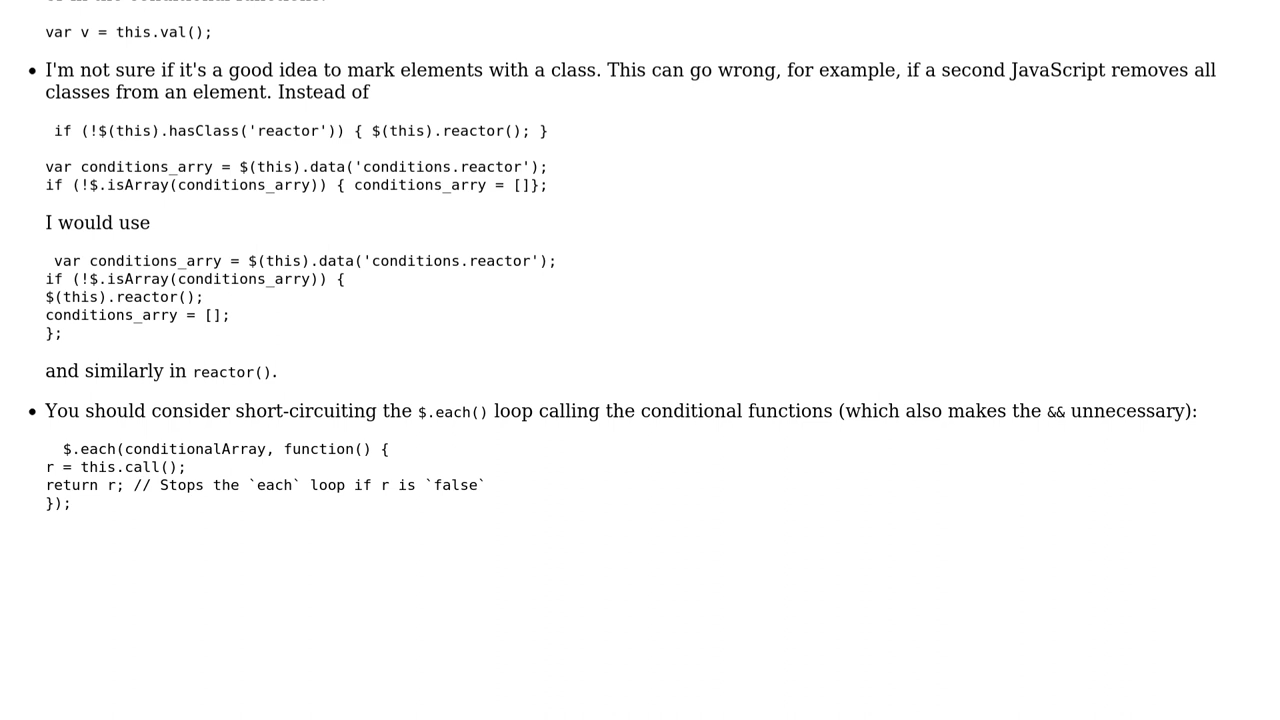 var v = this.val();
• I'm not sure if it's a good idea to mark elements with a class. This can go wrong, for example, if a second JavaScript removes all
classes from an element. Instead of
if (!$(this).hasClass('reactor')) { $(this).reactor(); }
var conditions_arry = $(this).data('conditions.reactor');
if (!$.isArray(conditions_arry)) { conditions_arry = []};
I would use
var conditions_arry = $(this).data('conditions.reactor');
if (!$.isArray(conditions_arry)) {
$(this).reactor();
conditions_arry = [];
};
and similarly in reactor().
• You should consider short-circuiting the $.each() loop calling the conditional functions (which also makes the && unnecessary):
$.each(conditionalArray, function() {
r = this.call();
return r; // Stops the `each` loop if r is `false`
});